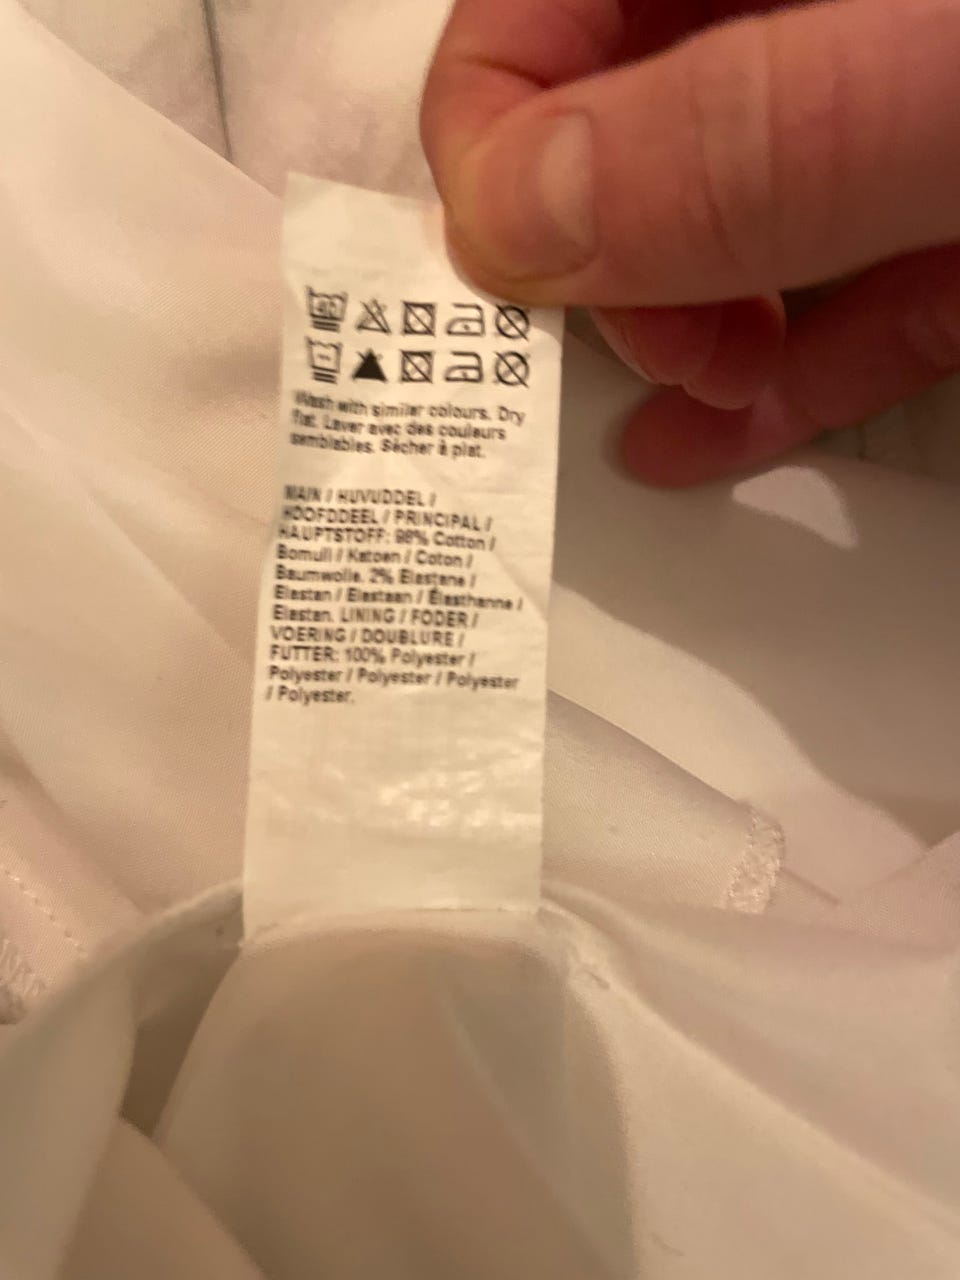 Wash with similar colours. Dry
flat. Laver avec des couleurs
semblables. Sécher à plat.
MAIN / HUVUDDEL /
HOOFDDEEL / PRINCIPAL /
HAUPTSTOFF: 98% Cotton /
Bomull / Katoen / Coton /
Baumwolle. 2% Elastane /
Elastan / Elastaan / Élasthanne /
Elastan. LINING / FODER /
VOERING / DOUBLURE /
FUTTER: 100% Polyester /
Polyester / Polyester / Polyester
/ Polyester.